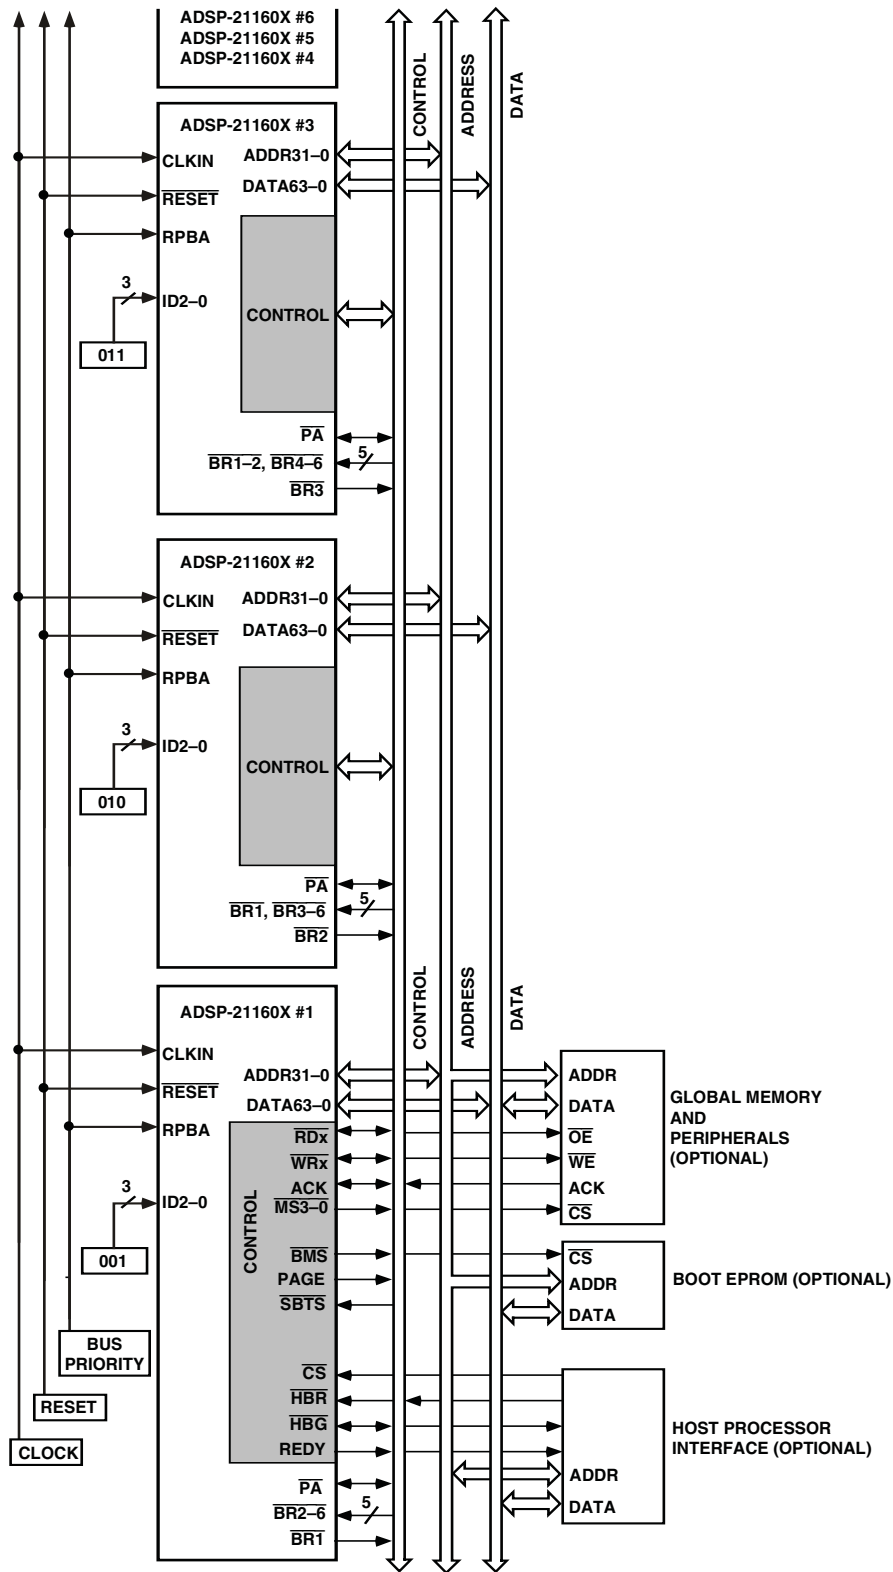 ADSP-21160X #6
ADSP-21160X #5
ADSP-21160X #4
CONTROL
ADDRESS
DATA
ADSP-21160X #3
CLKIN
ADDR31–0
RESET
DATA63–0
RPBA
3
ID2–0
CONTROL
011
PA
BR1–2, BR4–6
5
BR3
ADSP-21160X #2
CLKIN
ADDR31–0
RESET
DATA63–0
RPBA
3
ID2–0
CONTROL
010
PA
BR1, BR3–6
5
BR2
CONTROL
ADDRESS
DATA
ADSP-21160X #1
CLKIN
ADDR31–0
RESET
DATA63–0
RPBA
RDx
WRx
3
ID2–0
ACK
MS3–0
CONTROL
001
BMS
PAGE
SBTS
BUS
PRIORITY
CS
HBR
RESET
HBG
REDY
CLOCK
PA
BR2–6
5
BR1
ADDR
DATA
OE
WE
ACK
CS
GLOBAL MEMORY
AND
PERIPHERALS
(OPTIONAL)
CS
ADDR
DATA
BOOT EPROM (OPTIONAL)
HOST PROCESSOR
INTERFACE (OPTIONAL)
ADDR
DATA